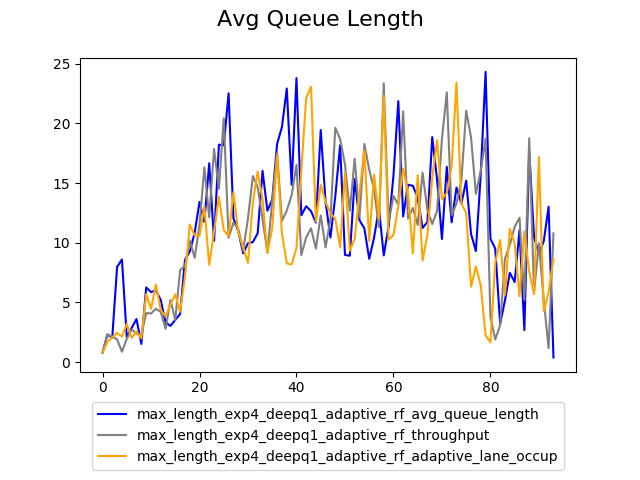 Avg Queue Length
25
20
15
10
5
0
0 20 40 60 80
max_length_exp4_deepq1_adaptive_rf_avg_queue_length
max_length_exp4_deepq1_adaptive_rf_throughput
max_length_exp4_deepq1_adaptive_rf_adaptive_lane_occup